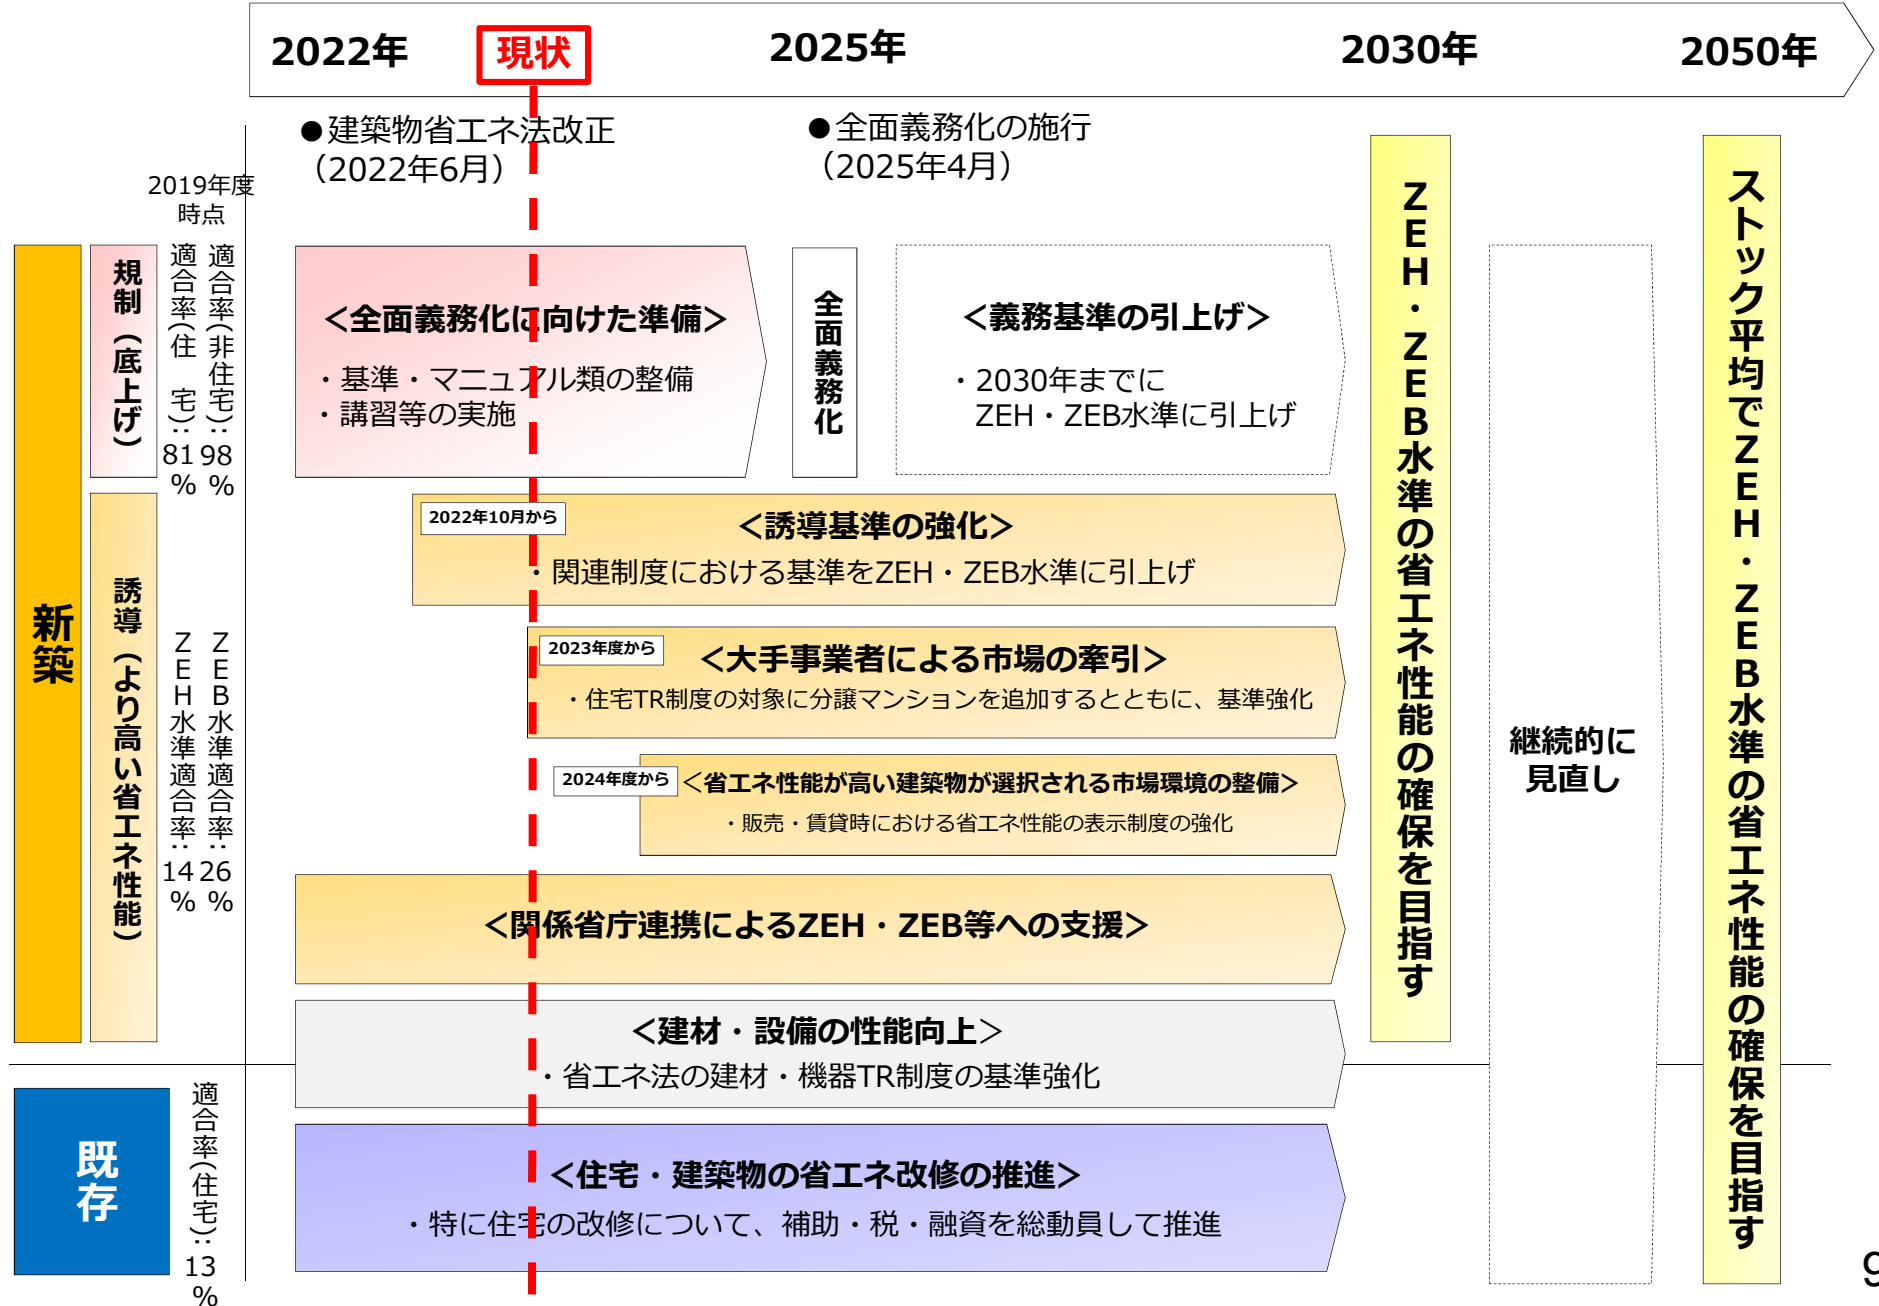 2022年
現状
2025年
2030年
2050年
●建築物省エネ法改正
（2022年6月）
●全面義務化の施行
（2025年4月）
2019年度
時点
新築
規制（底上げ）
適合率(住　宅)：81%
適合率(非住宅)：98%
＜全面義務化に向けた準備＞
・基準・マニュアル類の整備
・講習等の実施
全面義務化
＜義務基準の引上げ＞
・2030年までに
ZEH・ZEB水準に引上げ
誘導（より高い省エネ性能）
ZEH水準適合率：14%
ZEB水準適合率：26%
2022年10月から
＜誘導基準の強化＞
・関連制度における基準をZEH・ZEB水準に引上げ
2023年度から
＜大手事業者による市場の牽引＞
・住宅TR制度の対象に分譲マンションを追加するとともに、基準強化
2024年度から
＜省エネ性能が高い建築物が選択される市場環境の整備＞
・販売・賃貸時における省エネ性能の表示制度の強化
＜関係省庁連携によるZEH・ZEB等への支援＞
＜建材・設備の性能向上＞
・省エネ法の建材・機器TR制度の基準強化
既存
適合率(住宅)：13%
＜住宅・建築物の省エネ改修の推進＞
・特に住宅の改修について、補助・税・融資を総動員して推進
ZEH・ZEB水準の省エネ性能の確保を目指す
継続的に
見直し
ストック平均でZEH・ZEB水準の省エネ性能の確保を目指す
9